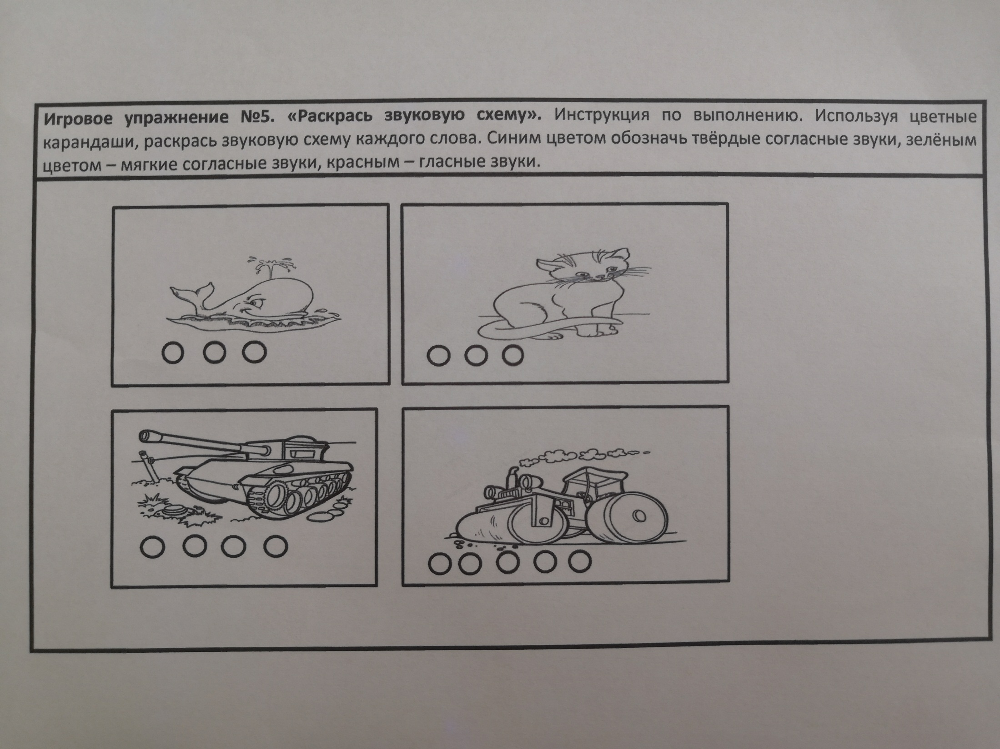 Игровое упражнение №5. «Раскрась звуковую схему». Инструкция по выполнению. Используя цветные
карандаши, раскрась звуковую схему каждого слова. Синим цветом обозначь твёрдые согласные звуки, зелёным
цветом – мягкие согласные звуки, красным – гласные звуки.